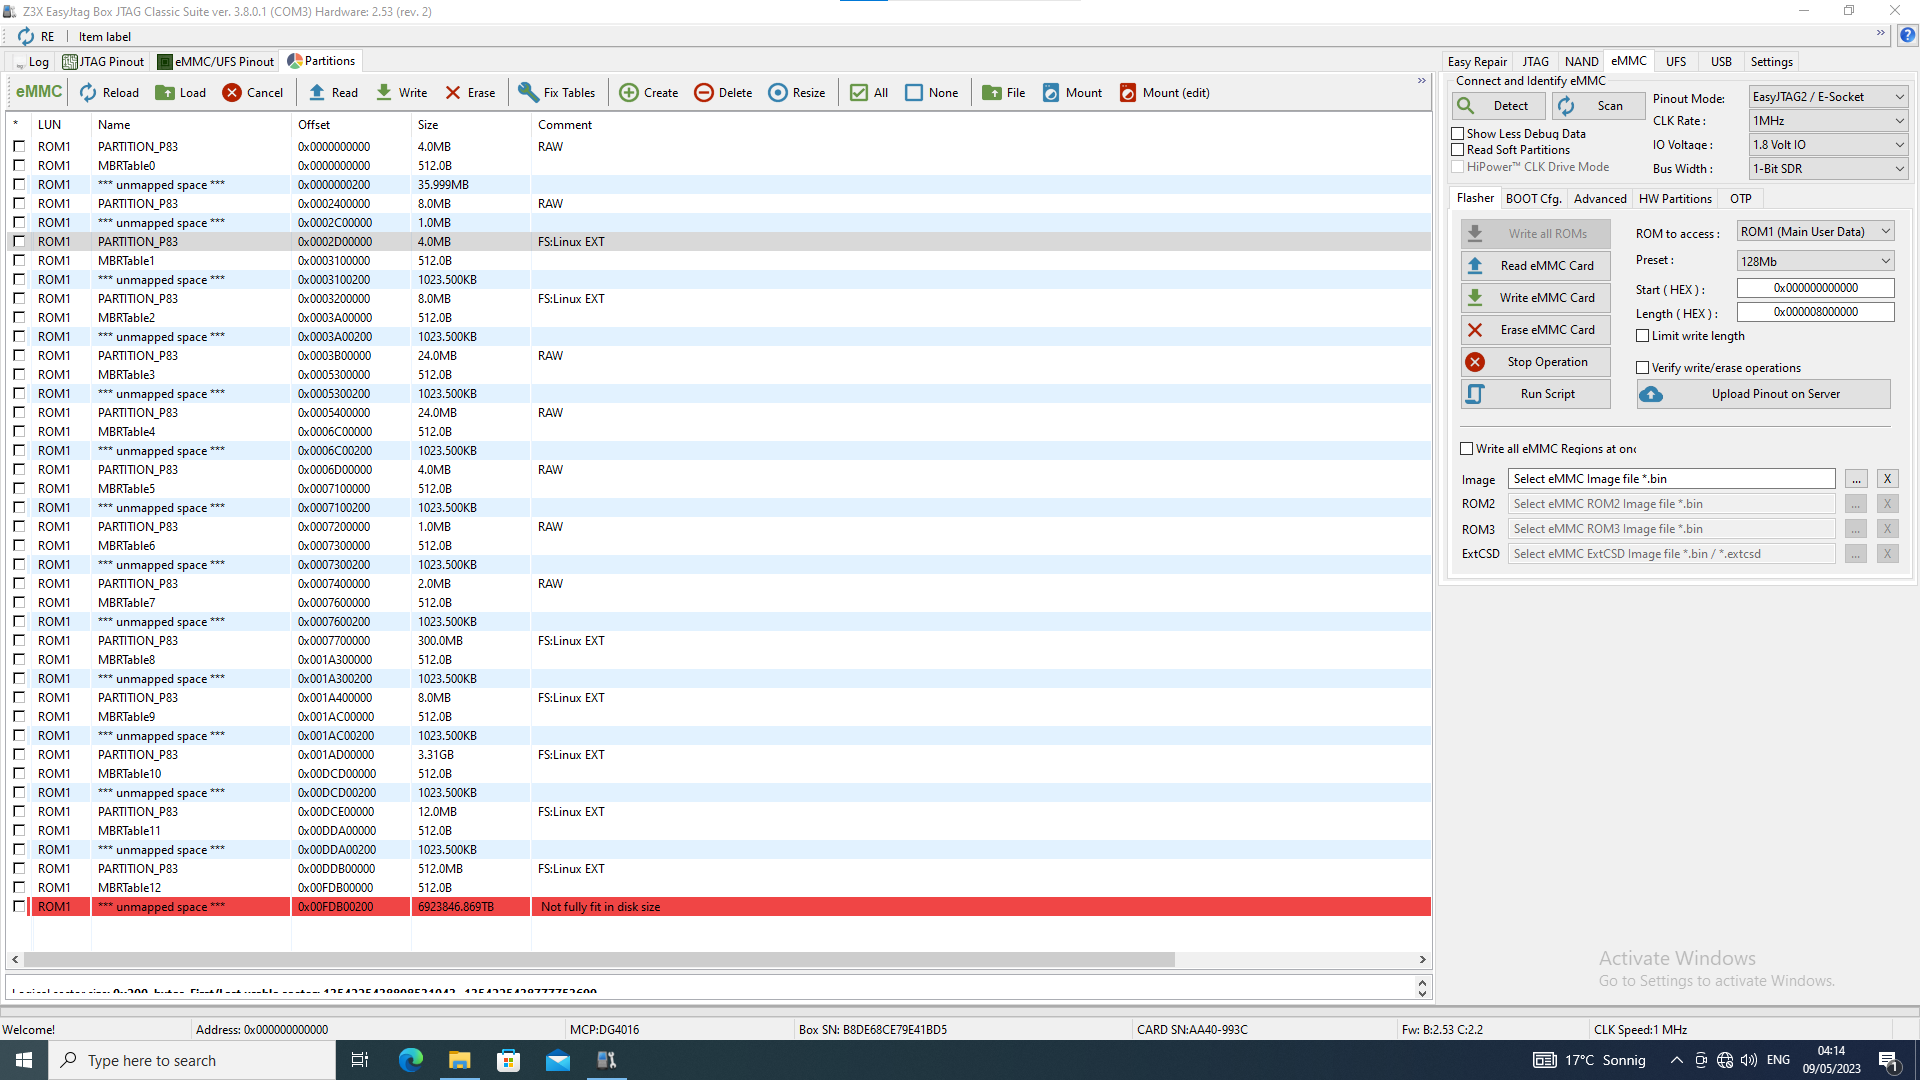 Z3X EasyJtag Box JTAG Classic Suite ver. 3.8.0.1 (COM3) Hardware: 2.53 (rev. 2)
RE Item label »
Log JTAG Pinout eMMC/UFS Pinout Partitions
eMMC Reload Load Cancel Read Write Erase Fix Tables Create Delete Resize All None File Mount Mount (edit) »
* LUN Name Offset Size Comment
ROM1 PARTITION_P83 0x0000000000 4.0MB RAW
ROM1 MBRTable0 0x0000000000 512.0B
ROM1 *** unmapped space *** 0x0000000200 35.999MB
ROM1 PARTITION_P83 0x0002400000 8.0MB RAW
ROM1 *** unmapped space *** 0x0002C00000 1.0MB
ROM1 PARTITION_P83 0x0002D00000 4.0MB FS:Linux EXT
ROM1 MBRTable1 0x0003100000 512.0B
ROM1 *** unmapped space *** 0x0003100200 1023.500KB
ROM1 PARTITION_P83 0x0003200000 8.0MB FS:Linux EXT
ROM1 MBRTable2 0x0003A00000 512.0B
ROM1 *** unmapped space *** 0x0003A00200 1023.500KB
ROM1 PARTITION_P83 0x0003B00000 24.0MB RAW
ROM1 MBRTable3 0x0005300000 512.0B
ROM1 *** unmapped space *** 0x0005300200 1023.500KB
ROM1 PARTITION_P83 0x0005400000 24.0MB RAW
ROM1 MBRTable4 0x0006C00000 512.0B
ROM1 *** unmapped space *** 0x0006C00200 1023.500KB
ROM1 PARTITION_P83 0x0006D00000 4.0MB RAW
ROM1 MBRTable5 0x0007100000 512.0B
ROM1 *** unmapped space *** 0x0007100200 1023.500KB
ROM1 PARTITION_P83 0x0007200000 1.0MB RAW
ROM1 MBRTable6 0x0007300000 512.0B
ROM1 *** unmapped space *** 0x0007300200 1023.500KB
ROM1 PARTITION_P83 0x0007400000 2.0MB RAW
ROM1 MBRTable7 0x0007600000 512.0B
ROM1 *** unmapped space *** 0x0007600200 1023.500KB
ROM1 PARTITION_P83 0x0007700000 300.0MB FS:Linux EXT
ROM1 MBRTable8 0x001A300000 512.0B
ROM1 *** unmapped space *** 0x001A300200 1023.500KB
ROM1 PARTITION_P83 0x001A400000 8.0MB FS:Linux EXT
ROM1 MBRTable9 0x001AC00000 512.0B
ROM1 *** unmapped space *** 0x001AC00200 1023.500KB
ROM1 PARTITION_P83 0x001AD00000 3.31GB FS:Linux EXT
ROM1 MBRTable10 0x00DCD00000 512.0B
ROM1 *** unmapped space *** 0x00DCD00200 1023.500KB
ROM1 PARTITION_P83 0x00DCE00000 12.0MB FS:Linux EXT
ROM1 MBRTable11 0x00DDA00000 512.0B
ROM1 *** unmapped space *** 0x00DDA00200 1023.500KB
ROM1 PARTITION_P83 0x00DDB00000 512.0MB FS:Linux EXT
ROM1 MBRTable12 0x00FDB00000 512.0B
ROM1 *** unmapped space *** 0x00FDB00200 6923846.869TB Not fully fit in disk size
Easy Repair JTAG NAND eMMC UFS USB Settings
Connect and Identify eMMC
Detect Scan
Show Less Debug Data
Read Soft Partitions
HiPower™ CLK Drive Mode
Pinout Mode: EasyJTAG2 / E-Socket
CLK Rate : 1MHz
IO Voltage : 1.8 Volt IO
Bus Width : 1-Bit SDR
Flasher BOOT Cfg. Advanced HW Partitions OTP
Write all ROMs
Read eMMC Card
Write eMMC Card
Erase eMMC Card
Stop Operation
Run Script
ROM to access : ROM1 (Main User Data)
Preset : 128Mb
Start ( HEX ) : 0x000000000000
Length ( HEX ) : 0x000008000000
Limit write length
Verify write/erase operations
Upload Pinout on Server
Write all eMMC Regions at onc
Image Select eMMC Image file *.bin ... X
ROM2 Select eMMC ROM2 Image file *.bin ... X
ROM3 Select eMMC ROM3 Image file *.bin ... X
ExtCSD Select eMMC ExtCSD Image file *.bin / *.extcsd ... X
Activate Windows
Go to Settings to activate Windows.
Welcome! Address: 0x000000000000 MCP:DG4016 Box SN: B8DE68CE79E41BD5 CARD SN:AA40-993C Fw: B:2.53 C:2.2 CLK Speed:1 MHz
Type here to search 17°C Sonnig ENG 04:14
09/05/2023 1